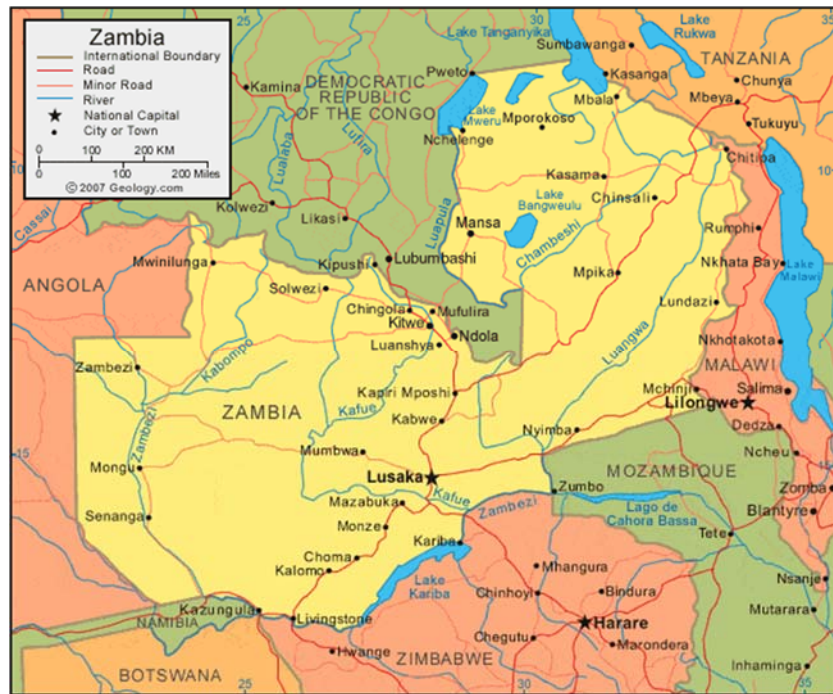 Zambia
International Boundary
Road
Minor Road
River
National Capital
City or Town
0 100 200 KM
0 100 200 Miles
© 2007 Geology.com
25
30
35
Lake
Tanganyika
Lake
Rukwa
Sumbawanga
TANZANIA
Kamina
DEMOCRATIC
REPUBLIC
OF THE CONGO
Pweto
Kasanga
Chunya
Mbala
Mbeya
Lake
Mweru
Mporokoso
Tukuyu
Nchelenge
Lufira
Lualaba
Chitipa
10
10
Kasama
Kolwezi
Likasi
Luapula
Lake
Bangweulu
Chinsali
Cassai
Mansa
Chambeshi
Rumphi
Mwinilunga
Kipushi
Lubumbashi
Mpika
Nkhata Bay
Lake
Malawi
ANGOLA
Solwezi
Chingola
Mufulira
Lundazi
Kitwe
Ndola
Luanshya
Luangwa
Nkhotakota
Zambezi
Kabompo
MALAWI
Kapiri Mposhi
Mchinji
Salima
Lilongwe
ZAMBIA
Kafue
Kabwe
Nyimba
Dedza
Zambezi
Mumbwa
Ncheu
15
Mongu
Lusaka
MOZAMBIQUE
Kafue
Zumbo
Zomba
Mazabuka
Zambezi
Lago de
Cahora Bassa
Blantyre
Senanga
Monze
Kariba
Tete
Choma
Mhangura
Kalomo
Lake
Kariba
Chinhoyi
Bindura
Nsanje
Kazungula
Livingstone
Mutarara
NAMIBIA
Harare
Chegutu
Hwange
ZIMBABWE
Marondera
BOTSWANA
Inhaminga
25
30
35